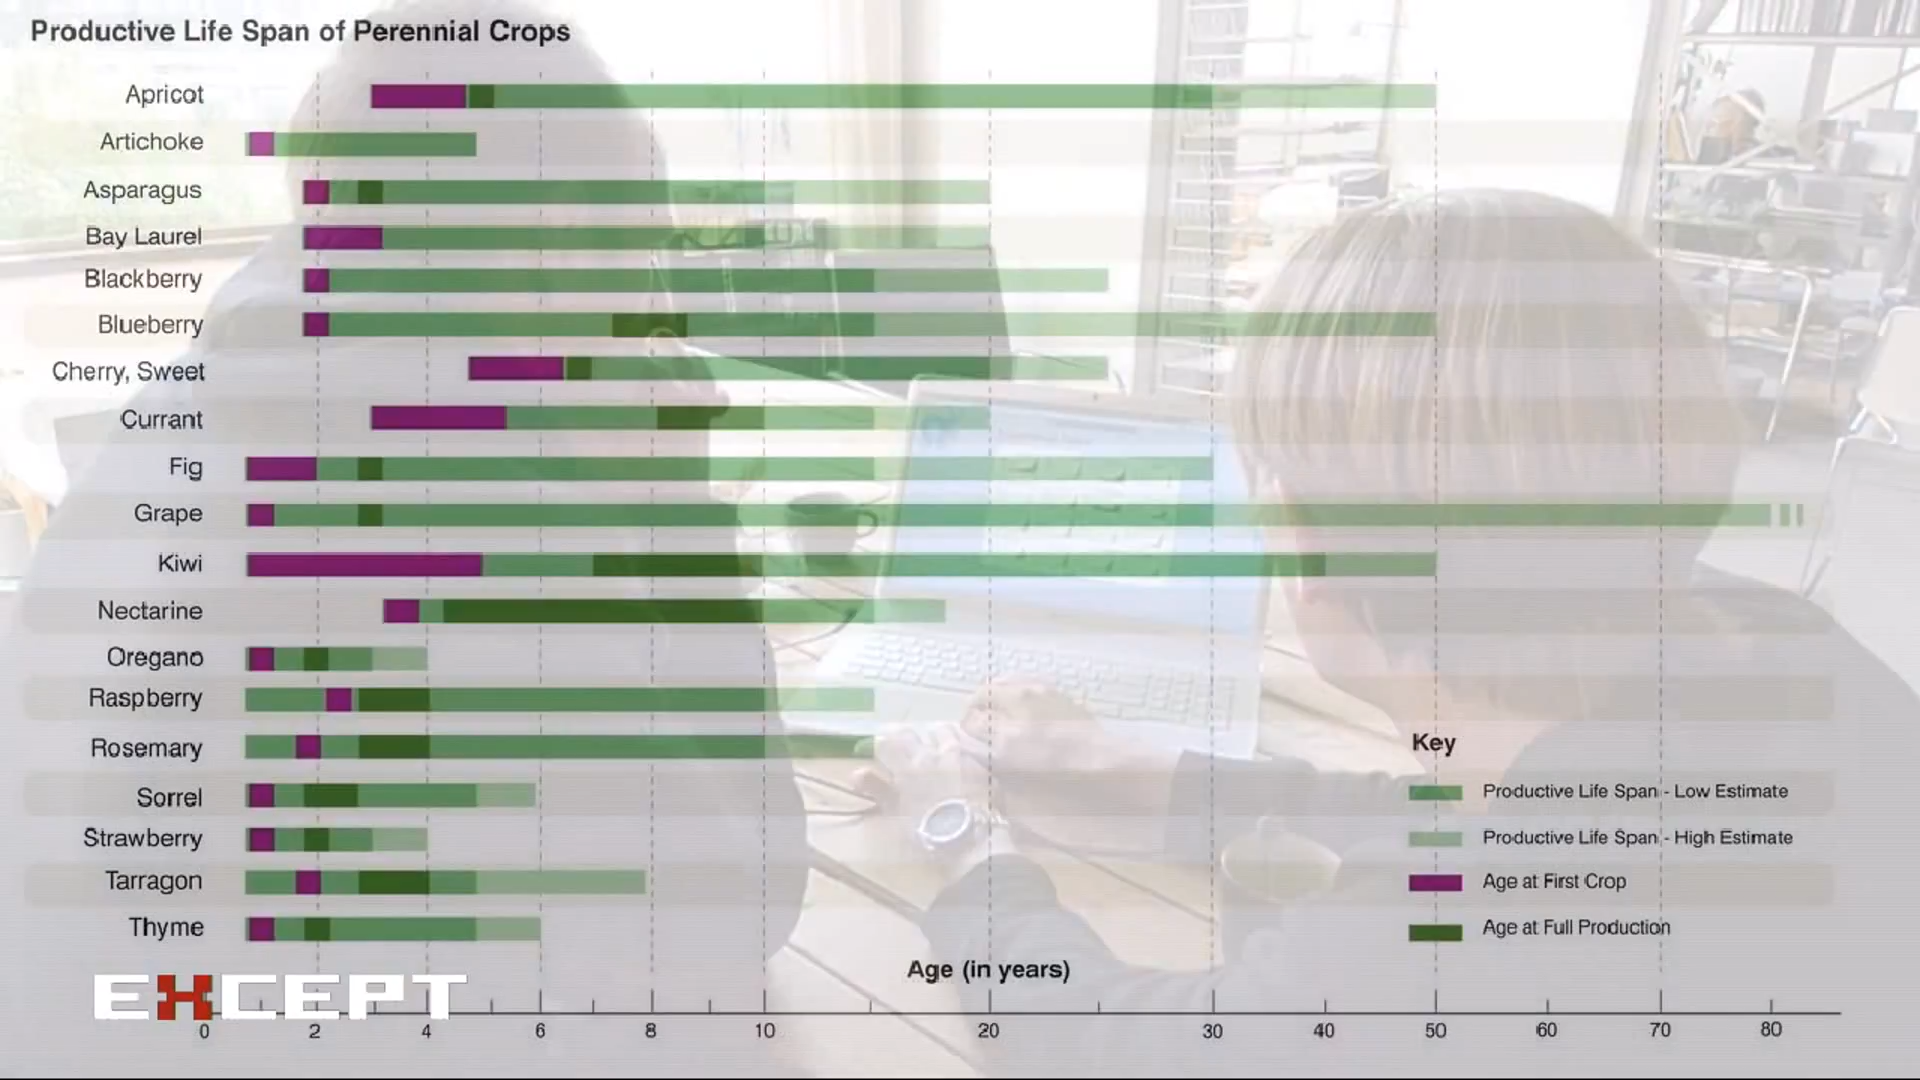 Productive Life Span of Perennial Crops
Apricot
Artichoke
Asparagus
Bay Laurel
Blackberry
Blueberry
Cherry, Sweet
Currant
Fig
Grape
Kiwi
Nectarine
Oregano
Raspberry
Rosemary
Sorrel
Strawberry
Tarragon
Thyme
Key
Productive Life Span - Low Estimate
Productive Life Span - High Estimate
Age at First Crop
Age at Full Production
Age (in years)
EXCEPT
0 2 4 6 8 10 20 30 40 50 60 70 80